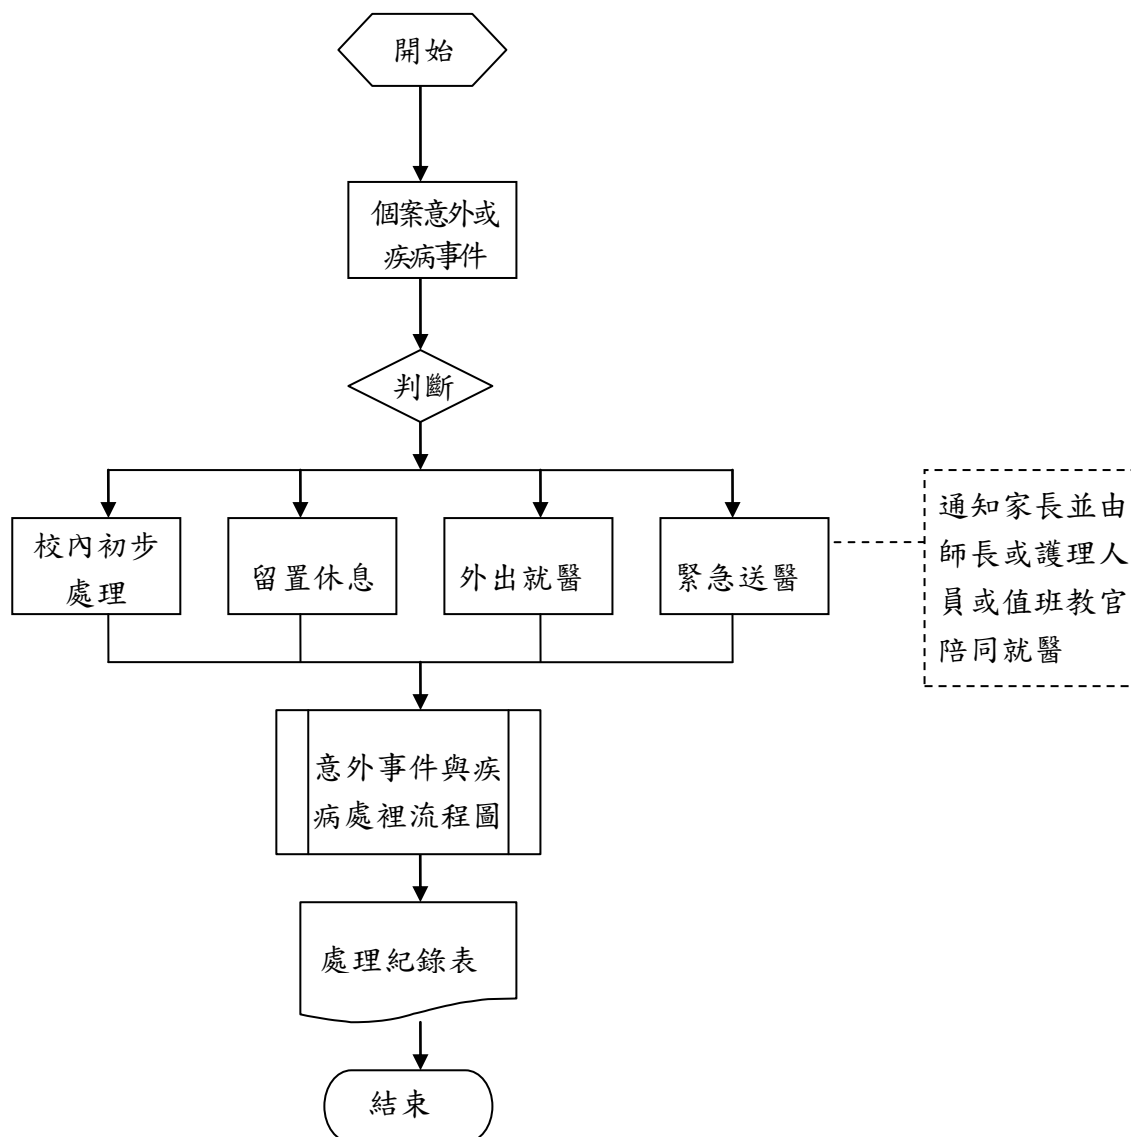 開始
個案意外或
疾病事件
判斷
校內初步
處理
留置休息
外出就醫
緊急送醫
通知家長並由
師長或護理人
員或值班教官
陪同就醫
意外事件與疾
病處裡流程圖
處理紀錄表
結束